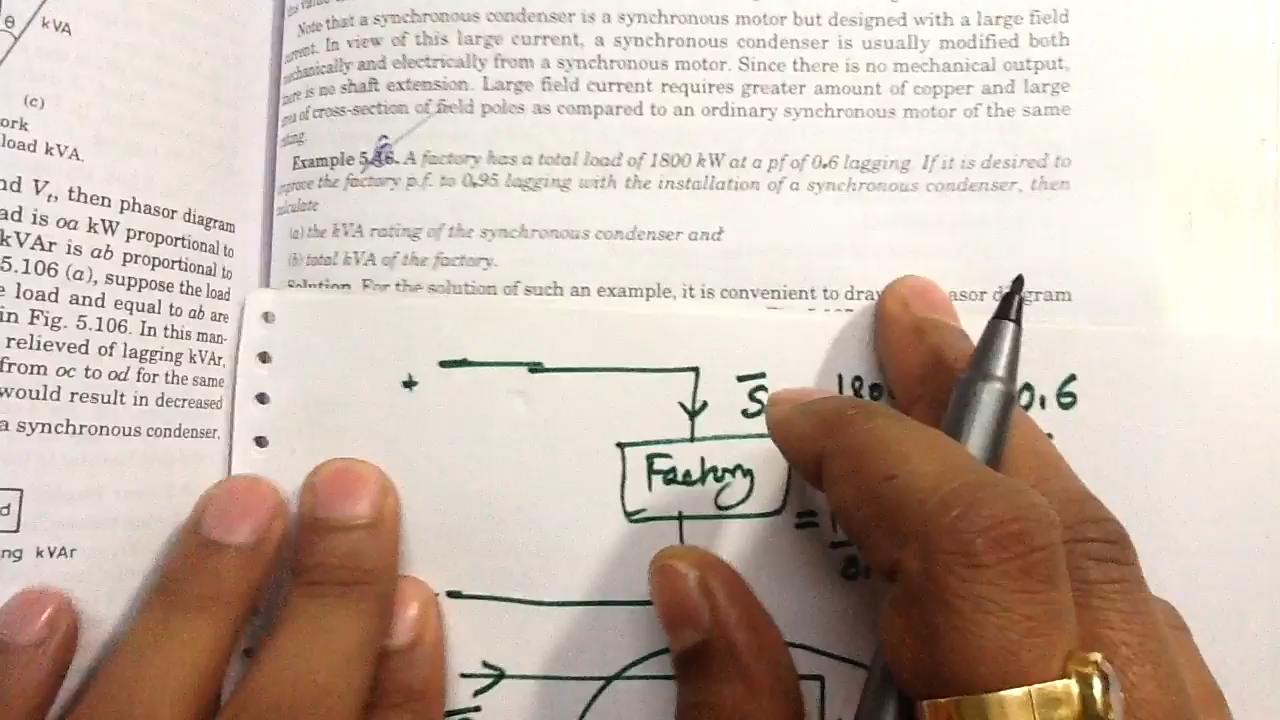 θ
kVA
(c)
ork
load kVA.
nd Vt, then phasor diagram
ad is oa kW proportional to
kVAr is ab proportional to
5.106 (a), suppose the load
e load and equal to ab are
in Fig. 5.106. In this man-
relieved of lagging kVAr,
from oc to od for the same
would result in decreased
a synchronous condenser.
d
ng kVAr
Note that a synchronous condenser is a synchronous motor but designed with a large field
current. In view of this large current, a synchronous condenser is usually modified both
mechanically and electrically from a synchronous motor. Since there is no mechanical output,
there is no shaft extension. Large field current requires greater amount of copper and large
area of cross-section of field poles as compared to an ordinary synchronous motor of the same
rating.
Example A factory has a total load of 1800 kW at a pf of 0.6 lagging. If it is desired to
improve the factory p.f. to 0.95 lagging with the installation of a synchronous condenser, then
calculate
(a) the kVA rating of the synchronous condenser and
(b) total kVA of the factory.
Solution. For the solution of such an example, it is convenient to draw asor diagram
+
S 180 0.6
Factory
=